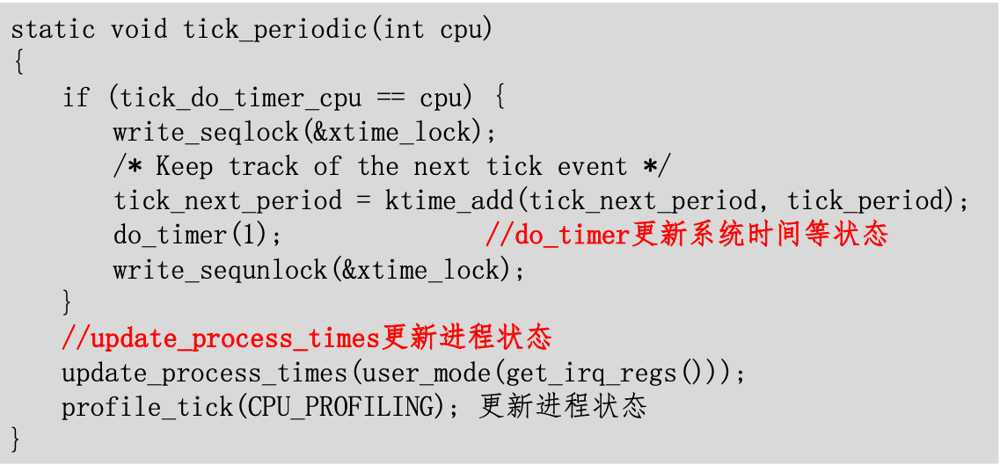 static void tick_periodic(int cpu)
{
if (tick_do_timer_cpu == cpu) {
write_seqlock(&xtime_lock);
/* Keep track of the next tick event */
tick_next_period = ktime_add(tick_next_period, tick_period);
do_timer(1); //do_timer更新系统时间等状态
write_sequnlock(&xtime_lock);
}
//update_process_times更新进程状态
update_process_times(user_mode(get_irq_regs()));
profile_tick(CPU_PROFILING); 更新进程状态
}